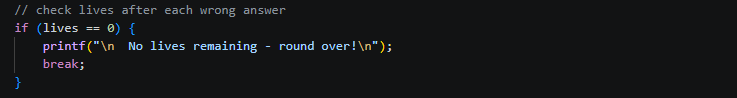 // check lives after each wrong answer
if (lives == 0) {
    printf("\n  No lives remaining - round over!\n");
    break;
}